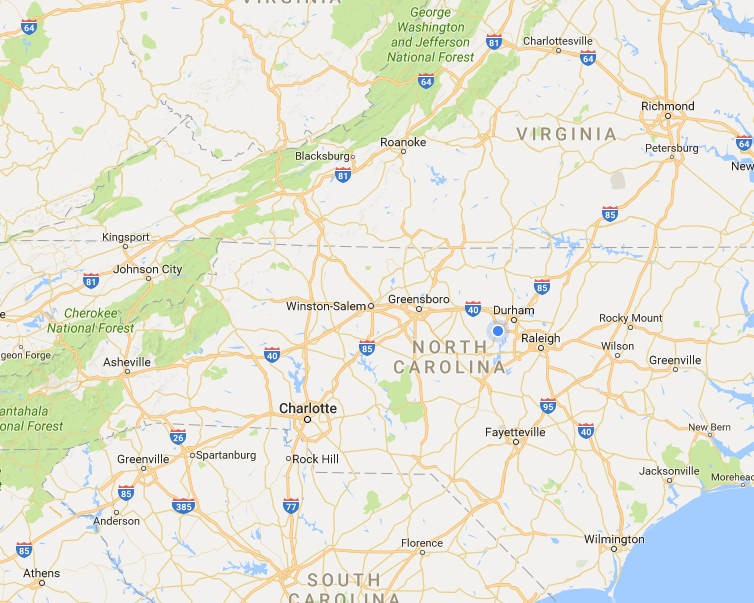 VIRGINIA
64
George
Washington
and Jefferson
National Forest
81
Charlottesville
64
64
Richmond
VIRGINIA
Roanoke
Petersburg
64
Blacksburg
New
81
85
Kingsport
Johnson City
81
85
Winston-Salem
Greensboro
40
Durham
Cherokee
National Forest
Rocky Mount
e
geon Forge
Asheville
40
85
NORTH
CAROLINA
Raleigh
Wilson
Greenville
antahala
onal Forest
Charlotte
95
26
Fayetteville
40
New Bern
Greenville
Spartanburg
Rock Hill
Jacksonville
Morehead
85
385
77
Anderson
85
Florence
Wilmington
Athens
SOUTH
CAROLINA